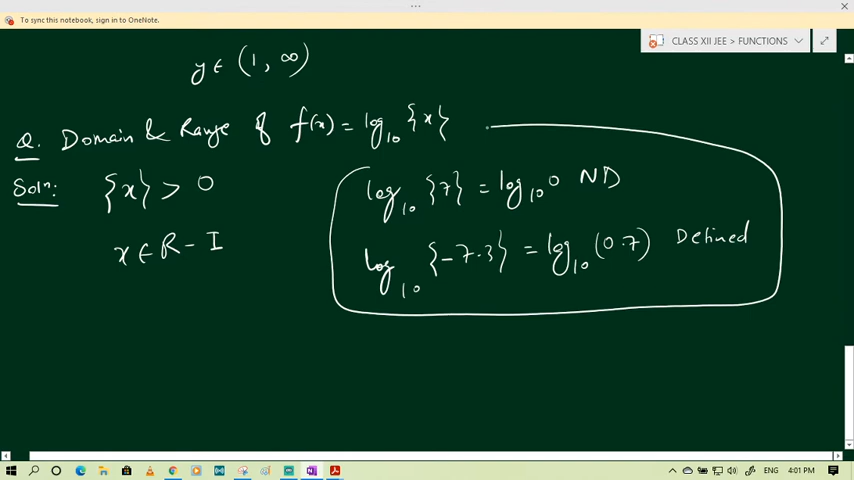 To sync this notebook, sign in to OneNote.
CLASS XII JEE > FUNCTIONS
y ∈ (1, ∞)
Q. Domain & Range of f(x) = log₁₀ {x}
Solⁿ: {x} > 0
x ∈ R - I
log₁₀ {7} = log₁₀ 0 ND
log₁₀ {-7.3} = log₁₀ (0.7) Defined
ENG 4:01 PM